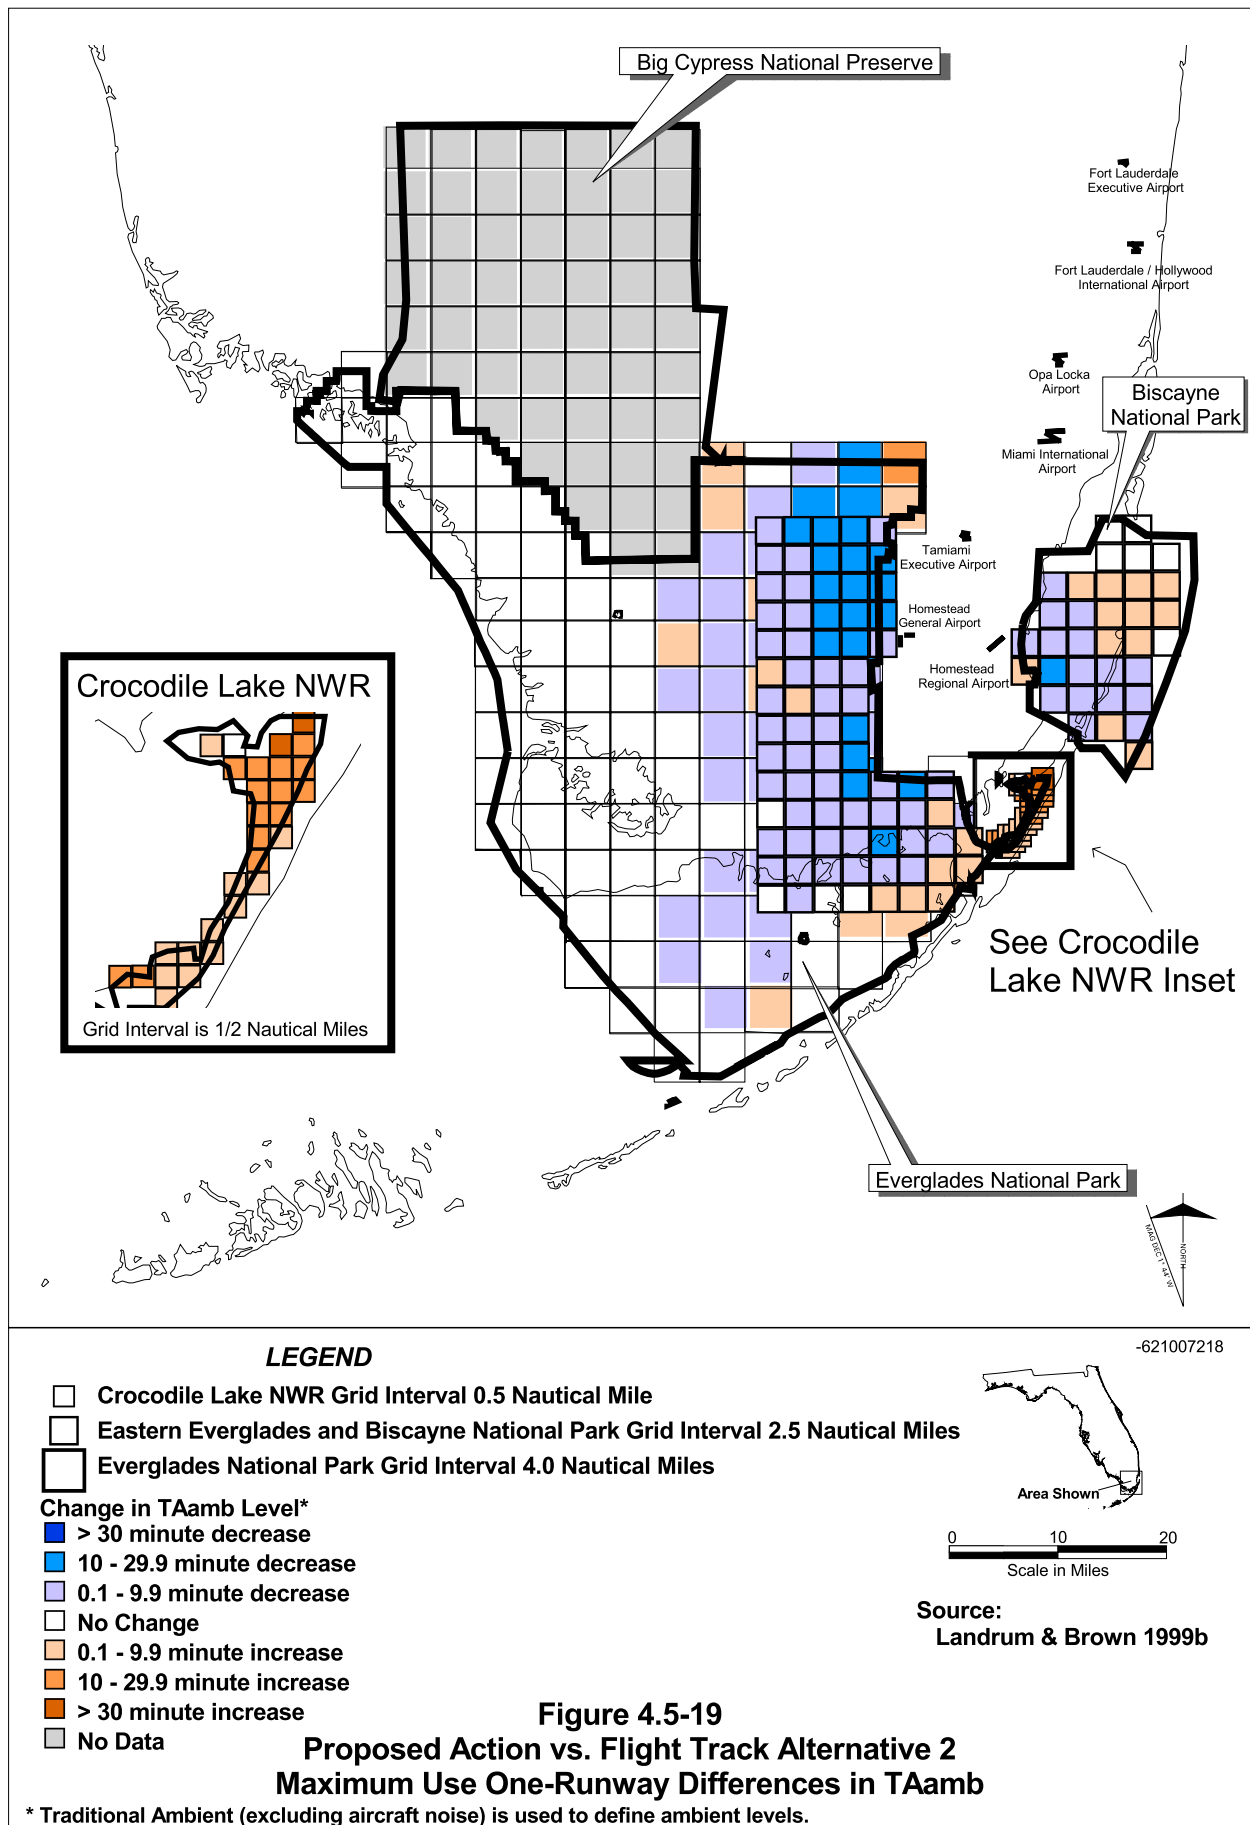 Big Cypress National Preserve
Fort Lauderdale
Executive Airport
Fort Lauderdale / Hollywood
International Airport
Opa Locka
Airport
Biscayne
National Park
Miami International
Airport
Tamiami
Executive Airport
Homestead
General Airport
Homestead
Regional Airport
Crocodile Lake NWR
Grid Interval is 1/2 Nautical Miles
See Crocodile
Lake NWR Inset
Everglades National Park
MAG DEC 1° 44' W
NORTH
-621007218
LEGEND
Crocodile Lake NWR Grid Interval 0.5 Nautical Mile
Eastern Everglades and Biscayne National Park Grid Interval 2.5 Nautical Miles
Everglades National Park Grid Interval 4.0 Nautical Miles
Change in TAamb Level*
> 30 minute decrease
10 - 29.9 minute decrease
0.1 - 9.9 minute decrease
No Change
0.1 - 9.9 minute increase
10 - 29.9 minute increase
> 30 minute increase
No Data
Area Shown
0 10 20
Scale in Miles
Source:
Landrum & Brown 1999b
Figure 4.5-19
Proposed Action vs. Flight Track Alternative 2
Maximum Use One-Runway Differences in TAamb
* Traditional Ambient (excluding aircraft noise) is used to define ambient levels.